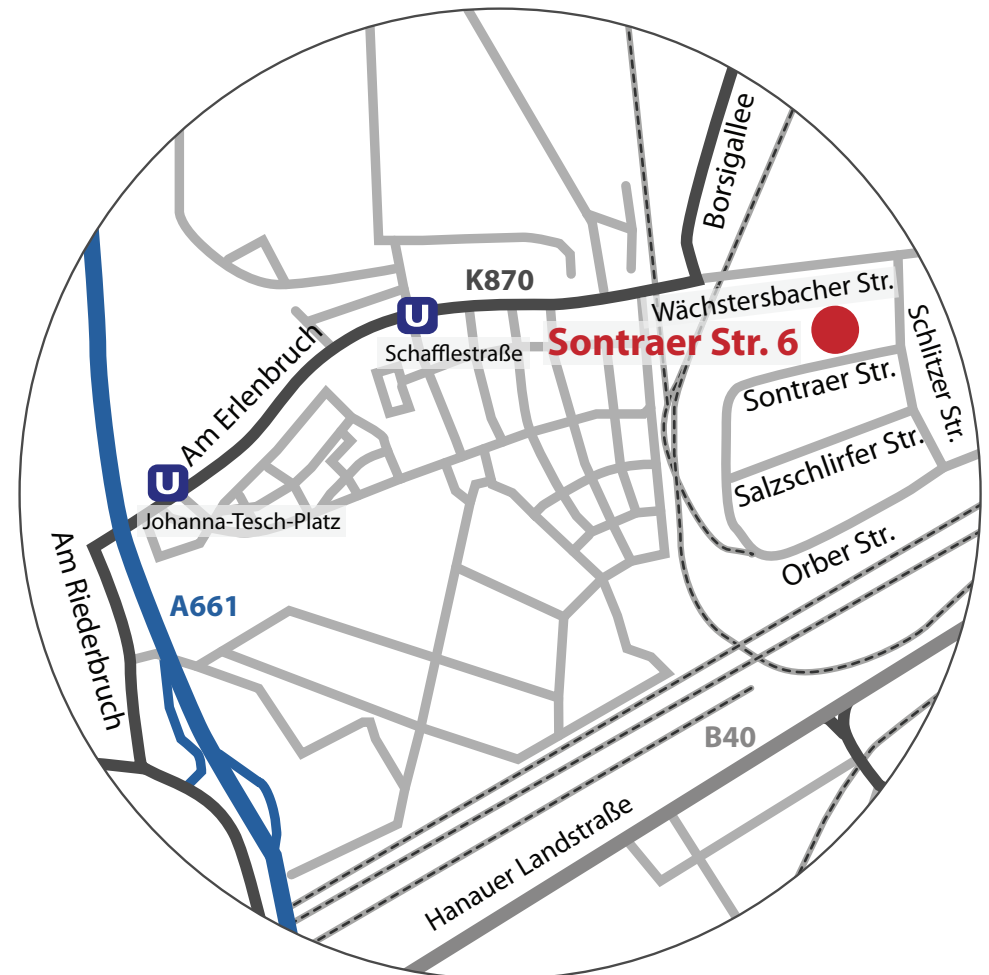 Borsigallee
K870
Wächstersbacher Str.
U
Schafflestraße
Sontraer Str. 6
Schlitzer Str.
Am Erlenbruch
Sontraer Str.
Salzschlirfer Str.
U
Johanna-Tesch-Platz
Orber Str.
Am Riederbruch
A661
B40
Hanauer Landstraße